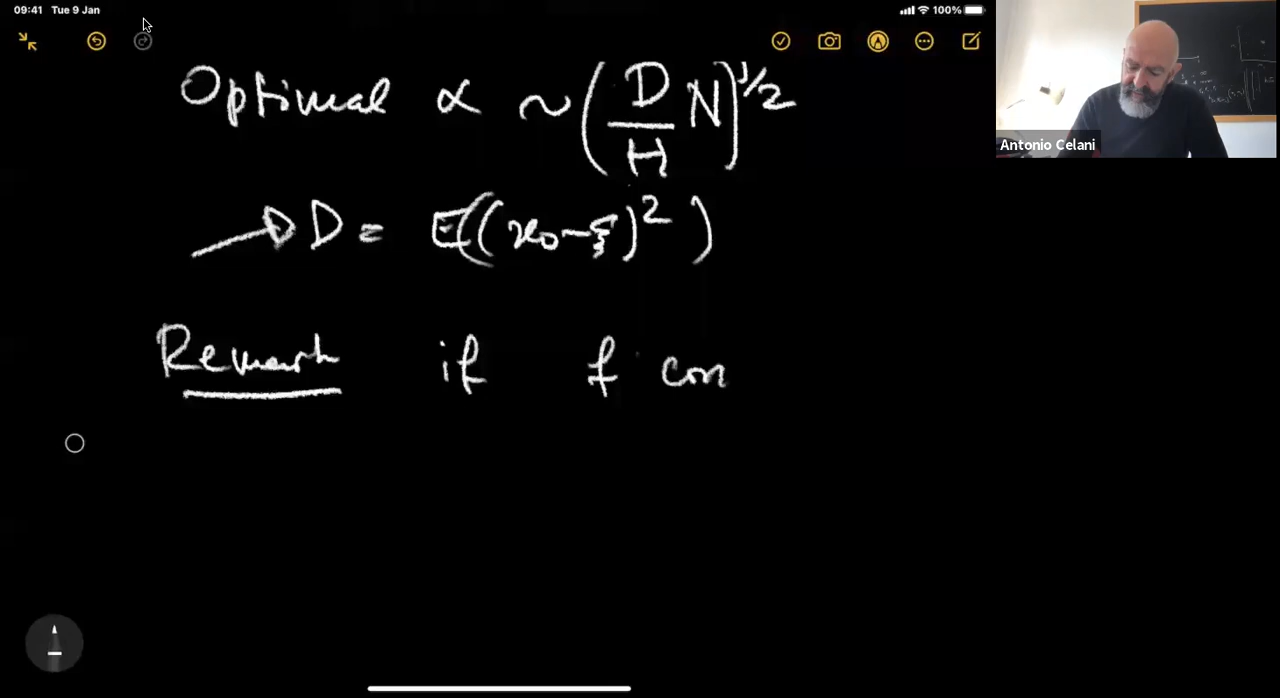 09:41 Tue 9 Jan
100%
Optimal α ~ (D/H N)^1/2
D = E((x₀-ξ)²)
Remark if f con
Antonio Celani